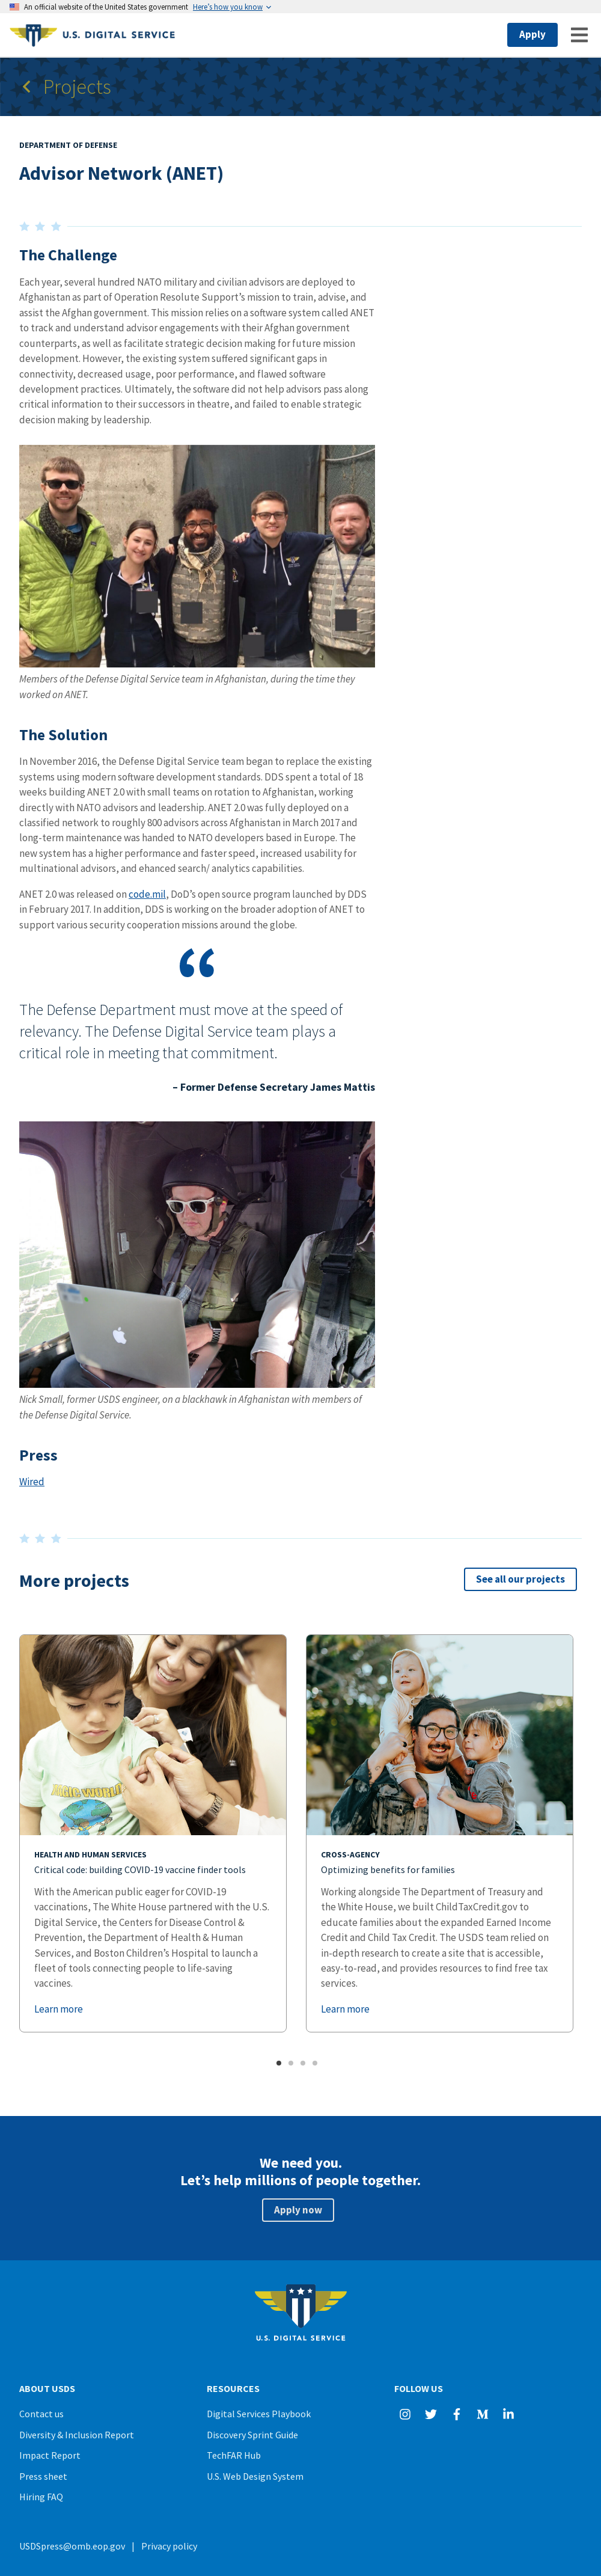 An official website of the United States government Here's how you know
U.S. DIGITAL SERVICE
Apply
Projects
DEPARTMENT OF DEFENSE
Advisor Network (ANET)
The Challenge
Each year, several hundred NATO military and civilian advisors are deployed to
Afghanistan as part of Operation Resolute Support’s mission to train, advise, and
assist the Afghan government. This mission relies on a software system called ANET
to track and understand advisor engagements with their Afghan government
counterparts, as well as facilitate strategic decision making for future mission
development. However, the existing system suffered significant gaps in
connectivity, decreased usage, poor performance, and flawed software
development practices. Ultimately, the software did not help advisors pass along
critical information to their successors in theatre, and failed to enable strategic
decision making by leadership.
Members of the Defense Digital Service team in Afghanistan, during the time they
worked on ANET.
The Solution
In November 2016, the Defense Digital Service team began to replace the existing
systems using modern software development standards. DDS spent a total of 18
weeks building ANET 2.0 with small teams on rotation to Afghanistan, working
directly with NATO advisors and leadership. ANET 2.0 was fully deployed on a
classified network to roughly 800 advisors across Afghanistan in March 2017 and
long-term maintenance was handed to NATO developers based in Europe. The
new system has a higher performance and faster speed, increased usability for
multinational advisors, and ehanced search/ analytics capabilities.
ANET 2.0 was released on code.mil, DoD’s open source program launched by DDS
in February 2017. In addition, DDS is working on the broader adoption of ANET to
support various security cooperation missions around the globe.
“
The Defense Department must move at the speed of
relevancy. The Defense Digital Service team plays a
critical role in meeting that commitment.
– Former Defense Secretary James Mattis
Nick Small, former USDS engineer, on a blackhawk in Afghanistan with members of
the Defense Digital Service.
Press
Wired
More projects
See all our projects
HEALTH AND HUMAN SERVICES
Critical code: building COVID-19 vaccine finder tools
With the American public eager for COVID-19
vaccinations, The White House partnered with the U.S.
Digital Service, the Centers for Disease Control &
Prevention, the Department of Health & Human
Services, and Boston Children’s Hospital to launch a
fleet of tools connecting people to life-saving
vaccines.
Learn more
CROSS-AGENCY
Optimizing benefits for families
Working alongside The Department of Treasury and
the White House, we built ChildTaxCredit.gov to
educate families about the expanded Earned Income
Credit and Child Tax Credit. The USDS team relied on
in-depth research to create a site that is accessible,
easy-to-read, and provides resources to find free tax
services.
Learn more
We need you.
Let’s help millions of people together.
Apply now
U.S. DIGITAL SERVICE
ABOUT USDS
Contact us
Diversity & Inclusion Report
Impact Report
Press sheet
Hiring FAQ
RESOURCES
Digital Services Playbook
Discovery Sprint Guide
TechFAR Hub
U.S. Web Design System
FOLLOW US
USDSpress@omb.eop.gov | Privacy policy